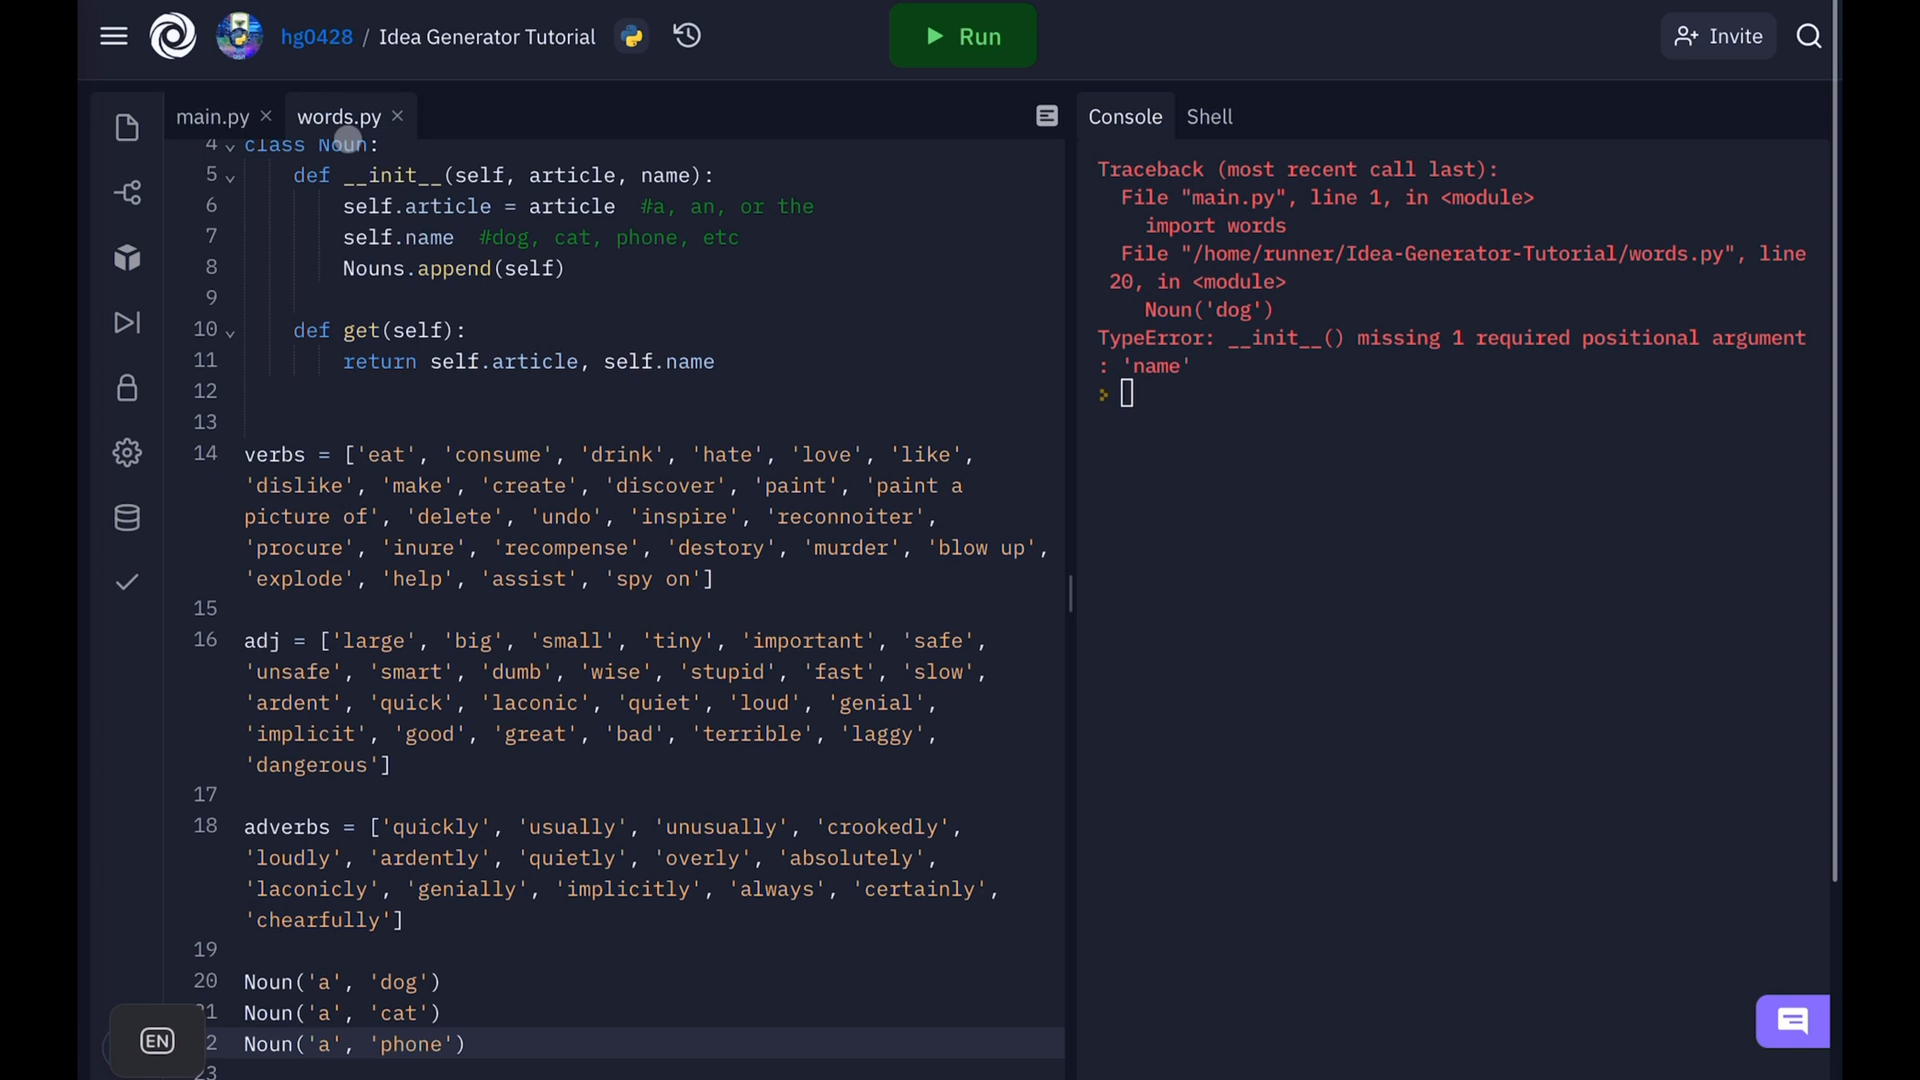 hg0428 / Idea Generator Tutorial
Run
Invite
main.py
words.py
Console
Shell
4 class Noun:
5 def __init__(self, article, name):
6 self.article = article #a, an, or the
7 self.name #dog, cat, phone, etc
8 Nouns.append(self)
9
10 def get(self):
11 return self.article, self.name
12
13
14 verbs = ['eat', 'consume', 'drink', 'hate', 'love', 'like',
'dislike', 'make', 'create', 'discover', 'paint', 'paint a
picture of', 'delete', 'undo', 'inspire', 'reconnoiter',
'procure', 'inure', 'recompense', 'destory', 'murder', 'blow up',
'explode', 'help', 'assist', 'spy on']
15
16 adj = ['large', 'big', 'small', 'tiny', 'important', 'safe',
'unsafe', 'smart', 'dumb', 'wise', 'stupid', 'fast', 'slow',
'ardent', 'quick', 'laconic', 'quiet', 'loud', 'genial',
'implicit', 'good', 'great', 'bad', 'terrible', 'laggy',
'dangerous']
17
18 adverbs = ['quickly', 'usually', 'unusually', 'crookedly',
'loudly', 'ardently', 'quietly', 'overly', 'absolutely',
'laconicly', 'genially', 'implicitly', 'always', 'certainly',
'chearfully']
19
20 Noun('a', 'dog')
1 Noun('a', 'cat')
2 Noun('a', 'phone')
23
EN
Traceback (most recent call last):
File "main.py", line 1, in <module>
import words
File "/home/runner/Idea-Generator-Tutorial/words.py", line
20, in <module>
Noun('dog')
TypeError: __init__() missing 1 required positional argument
: 'name'